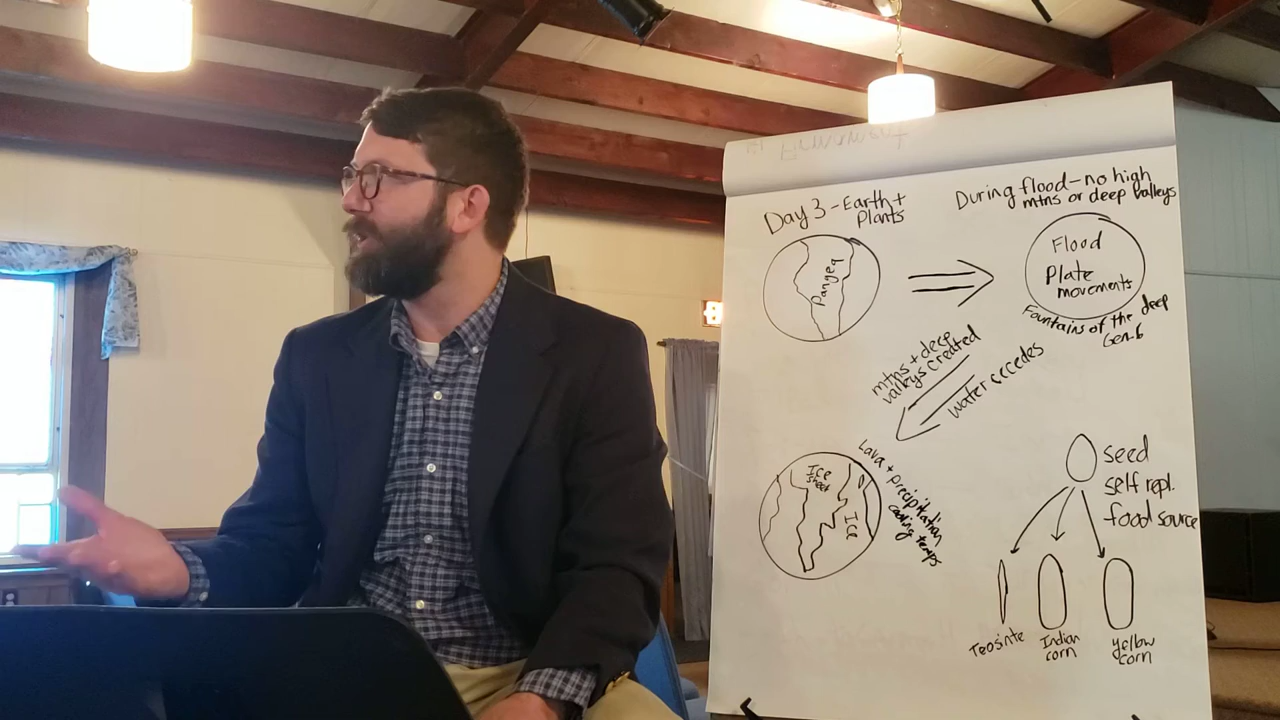 Day 3 - Earth +
Plants
Pangea
During flood - no high
mtns or deep valleys
Flood
Plate
movements
Fountains of the deep
Gen. 6
mtns + deep
valleys created
water recedes
Ice
sheet
Ice
Lava + precipitation
cooling temps
seed
self repl.
food source
Teosinte
Indian
corn
Yellow
corn